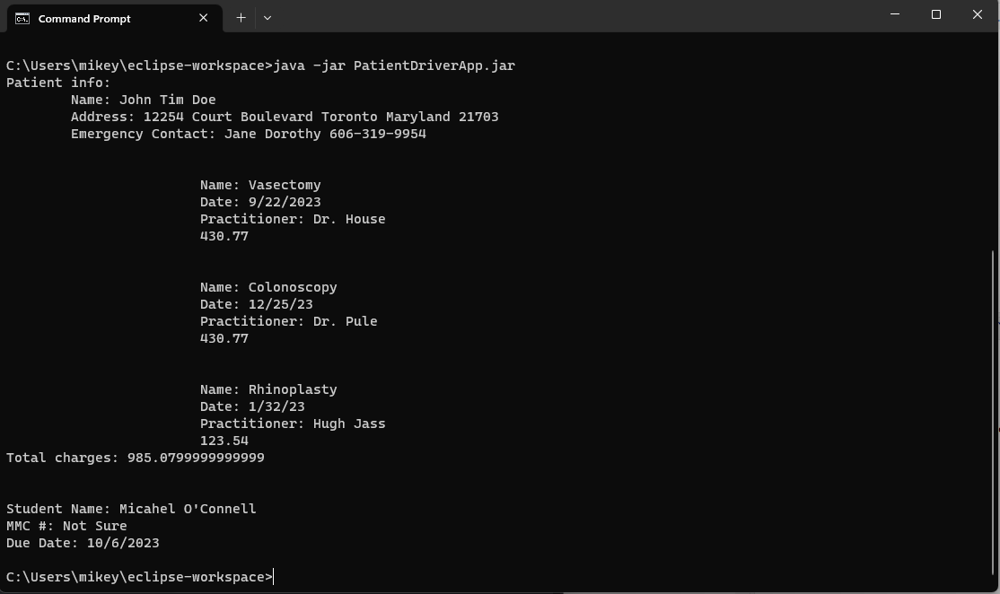 Command Prompt
C:\Users\mikey\eclipse-workspace>java -jar PatientDriverApp.jar
Patient info:
Name: John Tim Doe
Address: 12254 Court Boulevard Toronto Maryland 21703
Emergency Contact: Jane Dorothy 606-319-9954
Name: Vasectomy
Date: 9/22/2023
Practitioner: Dr. House
430.77
Name: Colonoscopy
Date: 12/25/23
Practitioner: Dr. Pule
430.77
Name: Rhinoplasty
Date: 1/32/23
Practitioner: Hugh Jass
123.54
Total charges: 985.0799999999999
Student Name: Micahel O'Connell
MMC #: Not Sure
Due Date: 10/6/2023
C:\Users\mikey\eclipse-workspace>